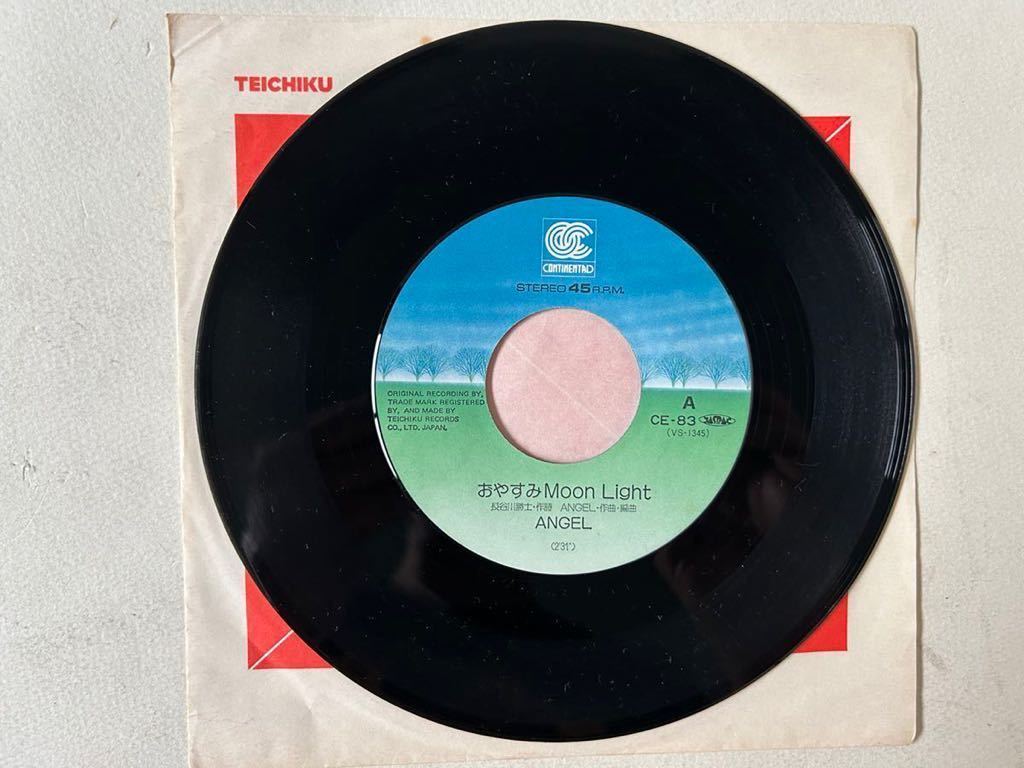 TEICHIKU
CONTINENTAL
STEREO 45 R.P.M.
ORIGINAL RECORDING BY,
TRADE MARK REGISTERED
BY, AND MADE BY
TEICHIKU RECORDS
CO., LTD. JAPAN.
A
CE-83 JASRAC
(VS-1345)
おやすみMoon Light
長谷川勝士・作詩 ANGEL・作曲・編曲
ANGEL
(2'31")